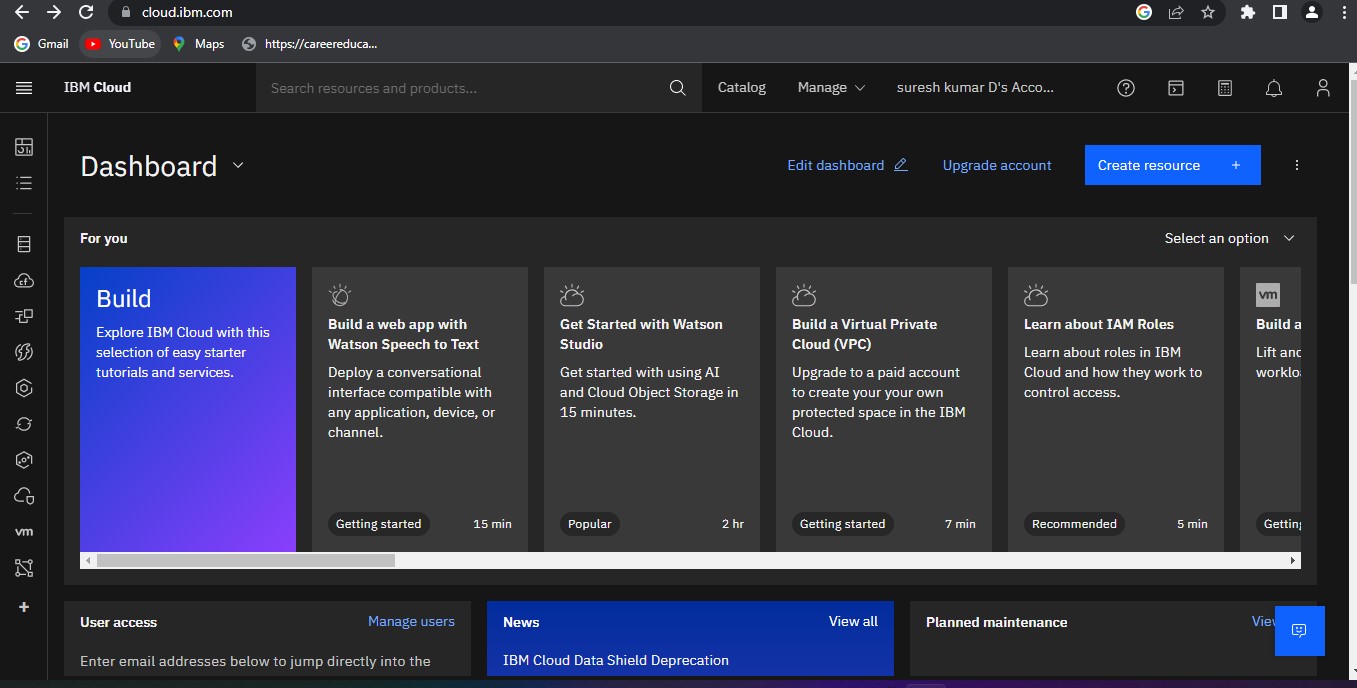 cloud.ibm.com
Gmail YouTube Maps https://careereduca...
IBM Cloud Search resources and products... Catalog Manage suresh kumar D's Acco...
Dashboard Edit dashboard Upgrade account Create resource +
For you Select an option
Build
Explore IBM Cloud with this
selection of easy starter
tutorials and services.
Build a web app with
Watson Speech to Text
Deploy a conversational
interface compatible with
any application, device, or
channel.
Getting started 15 min
Get Started with Watson
Studio
Get started with using AI
and Cloud Object Storage in
15 minutes.
Popular 2 hr
Build a Virtual Private
Cloud (VPC)
Upgrade to a paid account
to create your your own
protected space in the IBM
Cloud.
Getting started 7 min
Learn about IAM Roles
Learn about roles in IBM
Cloud and how they work to
control access.
Recommended 5 min
vm
Build a
Lift and
vm
User access Manage users
Enter email addresses below to jump directly into the
News View all
IBM Cloud Data Shield Deprecation
Planned maintenance